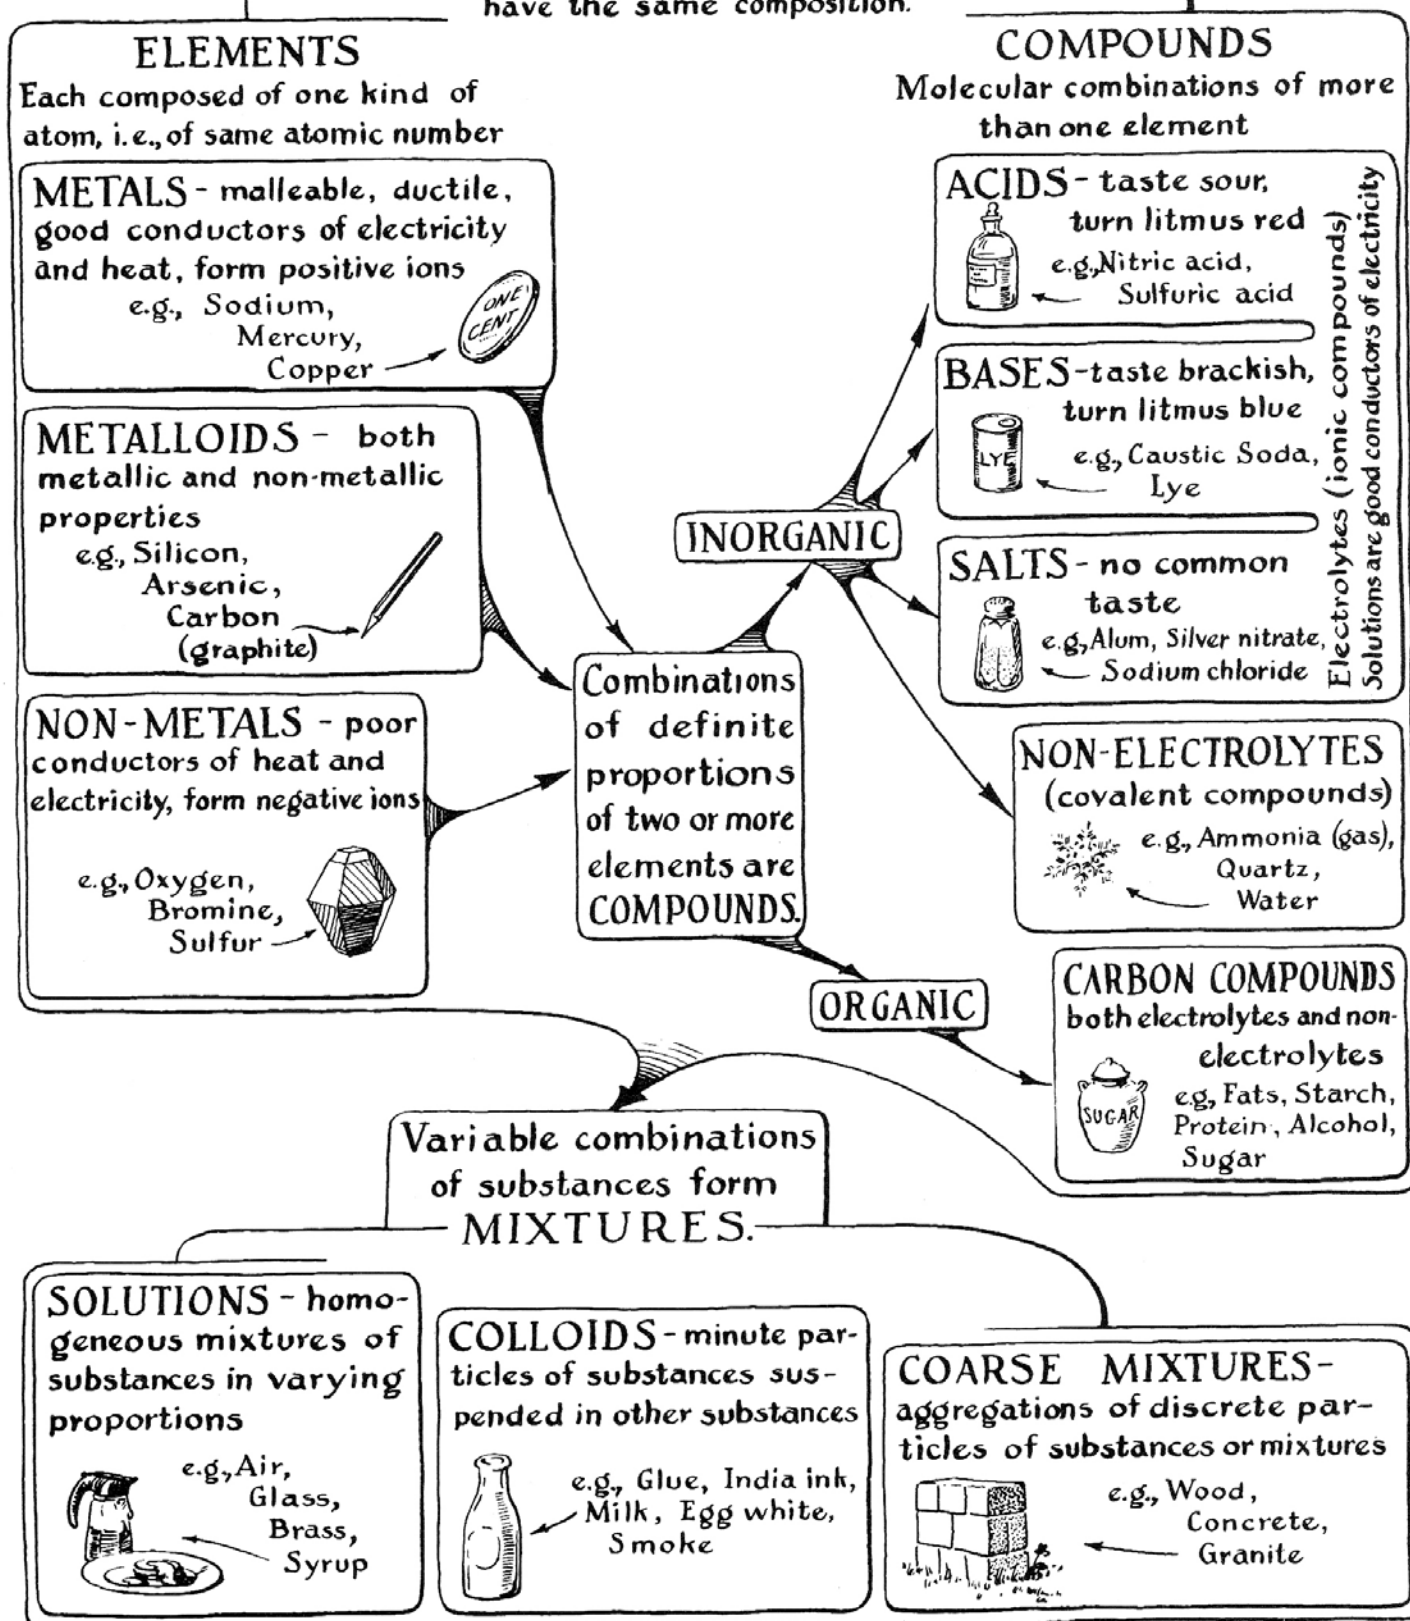 have the same composition.
ELEMENTS
Each composed of one kind of
atom, i.e., of same atomic number
METALS - malleable, ductile,
good conductors of electricity
and heat, form positive ions
e.g., Sodium,
Mercury,
Copper
ONE
CENT
METALLOIDS - both
metallic and non-metallic
properties
e.g., Silicon,
Arsenic,
Carbon
(graphite)
NON-METALS - poor
conductors of heat and
electricity, form negative ions
e.g., Oxygen,
Bromine,
Sulfur
Combinations
of definite
proportions
of two or more
elements are
COMPOUNDS.
INORGANIC
ORGANIC
COMPOUNDS
Molecular combinations of more
than one element
ACIDS - taste sour,
turn litmus red
e.g., Nitric acid,
Sulfuric acid
BASES - taste brackish,
turn litmus blue
LYE
e.g., Caustic Soda,
Lye
SALTS - no common
taste
e.g., Alum, Silver nitrate,
Sodium chloride
Electrolytes (ionic compounds)
Solutions are good conductors of electricity
NON-ELECTROLYTES
(covalent compounds)
e.g., Ammonia (gas),
Quartz,
Water
CARBON COMPOUNDS
both electrolytes and non-
electrolytes
SUGAR
e.g., Fats, Starch,
Protein, Alcohol,
Sugar
Variable combinations
of substances form
MIXTURES.
SOLUTIONS - homo-
geneous mixtures of
substances in varying
proportions
e.g., Air,
Glass,
Brass,
Syrup
COLLOIDS - minute par-
ticles of substances sus-
pended in other substances
e.g., Glue, India ink,
Milk, Egg white,
Smoke
COARSE MIXTURES-
aggregations of discrete par-
ticles of substances or mixtures
e.g., Wood,
Concrete,
Granite